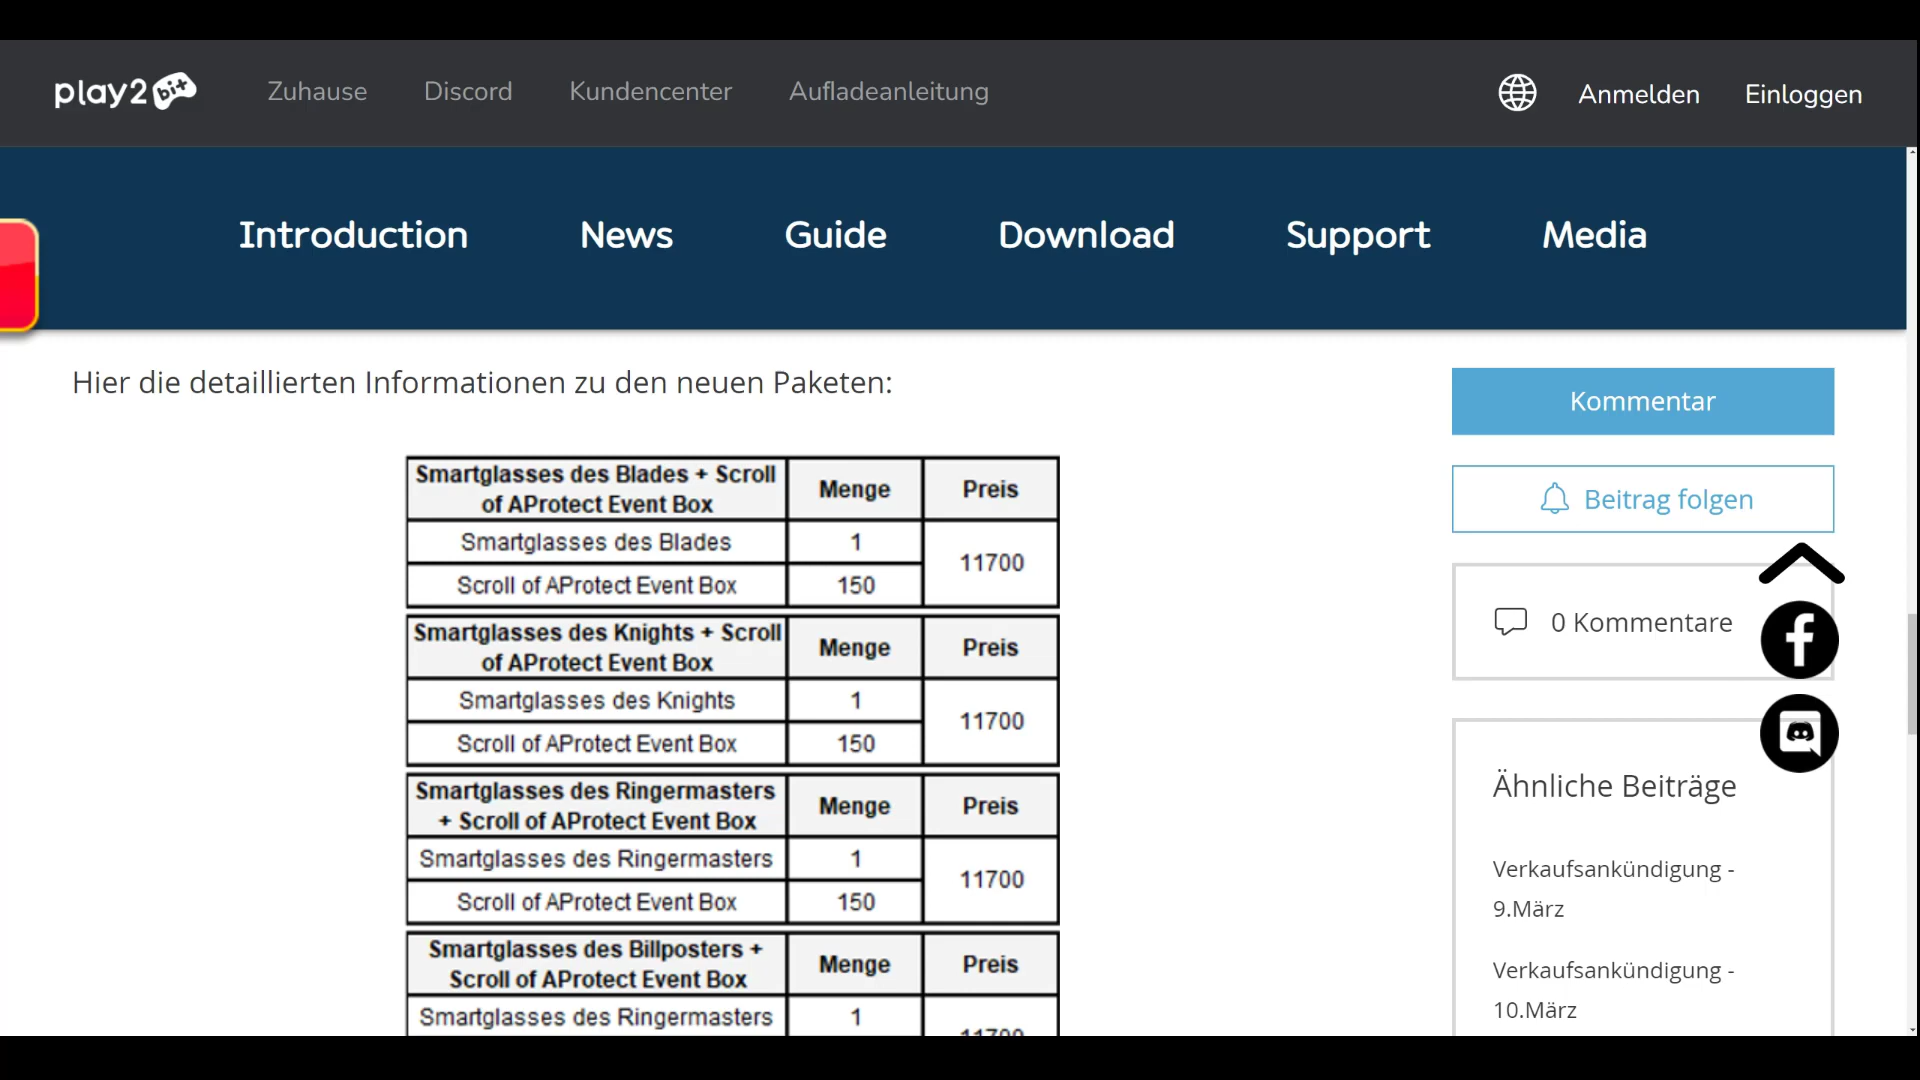 play2bit
Zuhause
Discord
Kundencenter
Aufladeanleitung
Anmelden
Einloggen
Introduction
News
Guide
Download
Support
Media
Hier die detaillierten Informationen zu den neuen Paketen:
Smartglasses des Blades + Scroll
of AProtect Event Box
Menge
Preis
Smartglasses des Blades
1
11700
Scroll of AProtect Event Box
150
Smartglasses des Knights + Scroll
of AProtect Event Box
Menge
Preis
Smartglasses des Knights
1
11700
Scroll of AProtect Event Box
150
Smartglasses des Ringermasters
+ Scroll of AProtect Event Box
Menge
Preis
Smartglasses des Ringermasters
1
11700
Scroll of AProtect Event Box
150
Smartglasses des Billposters +
Scroll of AProtect Event Box
Menge
Preis
Smartglasses des Ringermasters
1
11700
Kommentar
Beitrag folgen
0 Kommentare
Ähnliche Beiträge
Verkaufsankündigung -
9.März
Verkaufsankündigung -
10.März